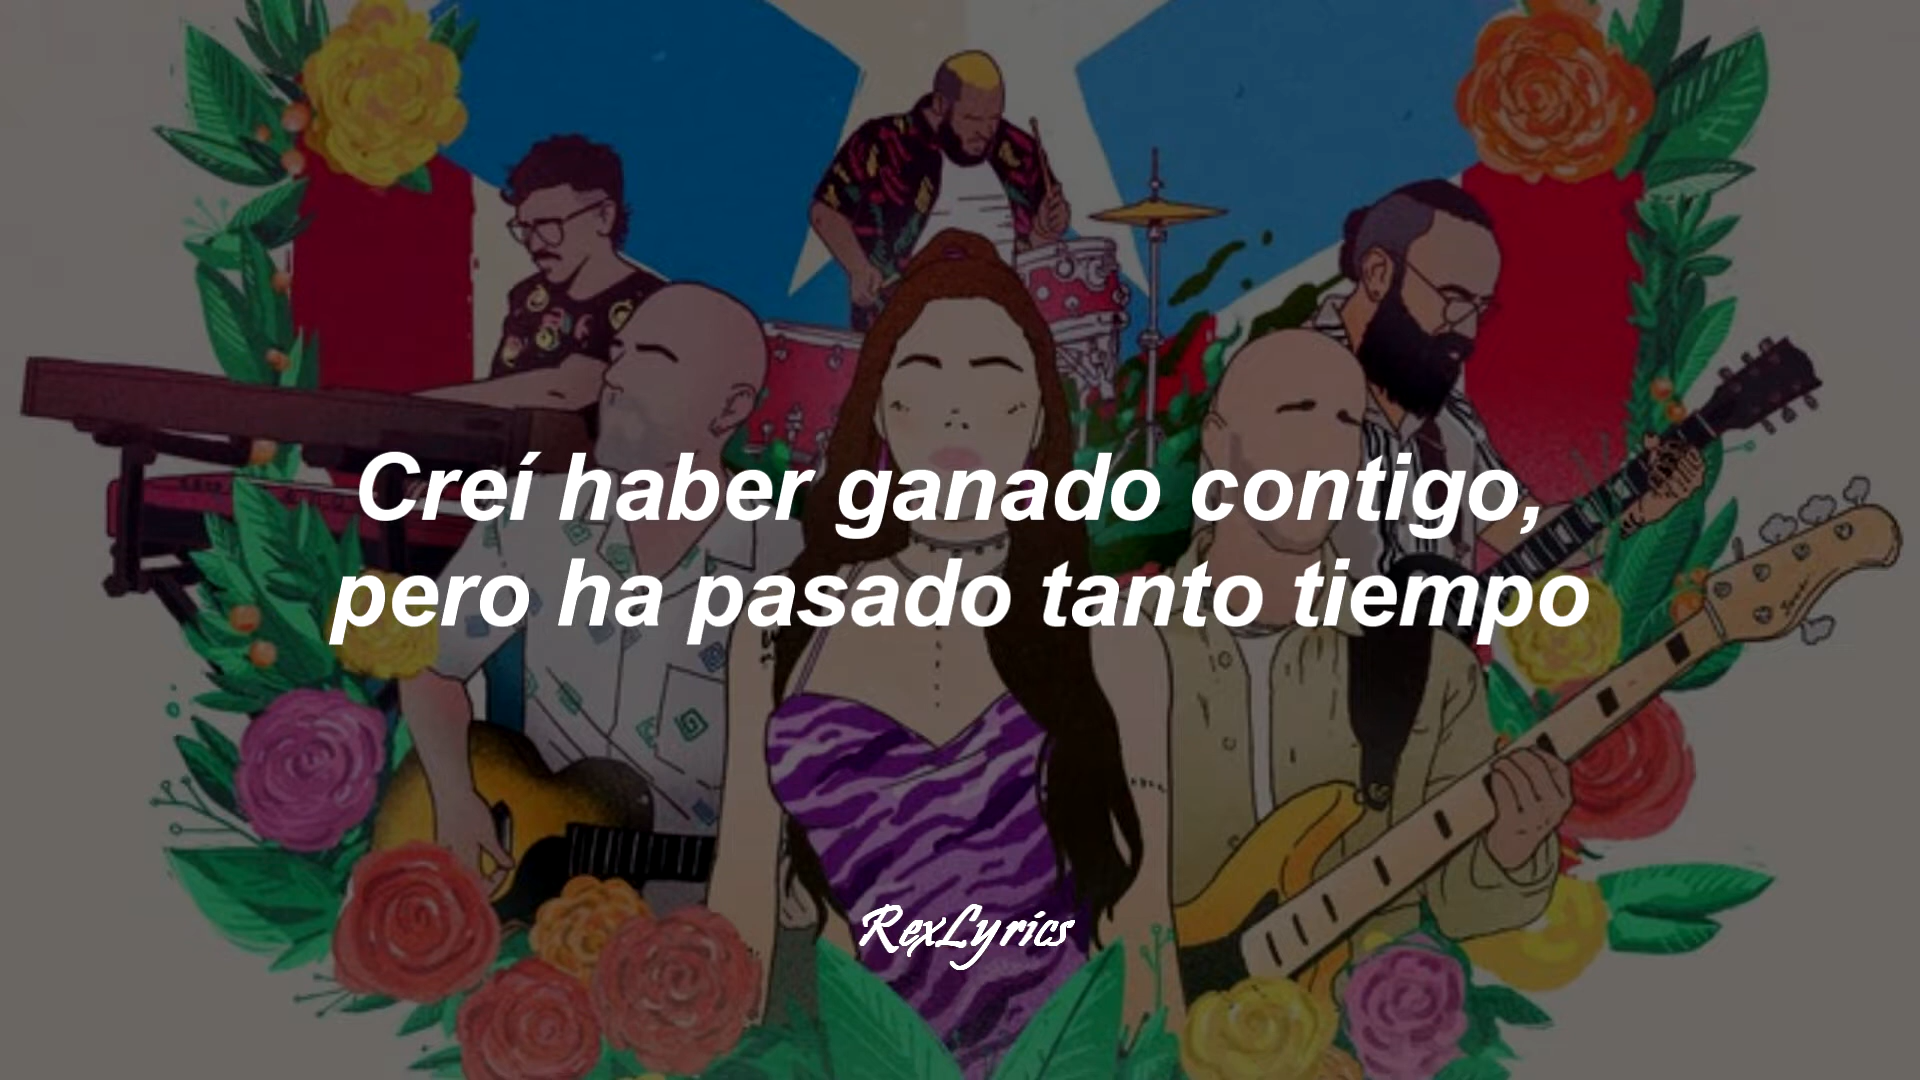 Creí haber ganado contigo,
pero ha pasado tanto tiempo
RexLyrics